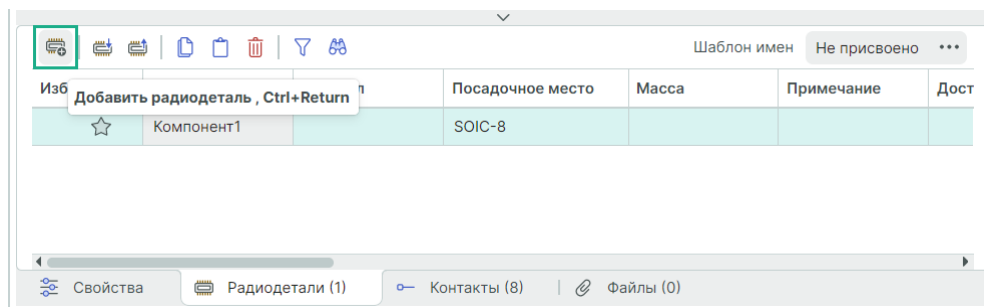 Шаблон имен Не присвоено •••
Изб Посадочное место Масса Примечание Дост
Добавить радиодеталь , Ctrl+Return
Компонент1 SOIC-8
Свойства Радиодетали (1) Контакты (8) Файлы (0)